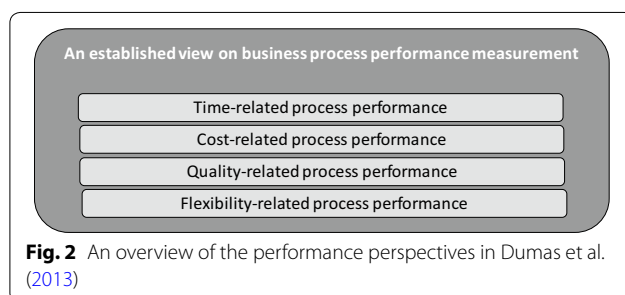 An established view on business process performance measurement
Time-related process performance
Cost-related process performance
Quality-related process performance
Flexibility-related process performance
Fig. 2 An overview of the performance perspectives in Dumas et al.
(2013)